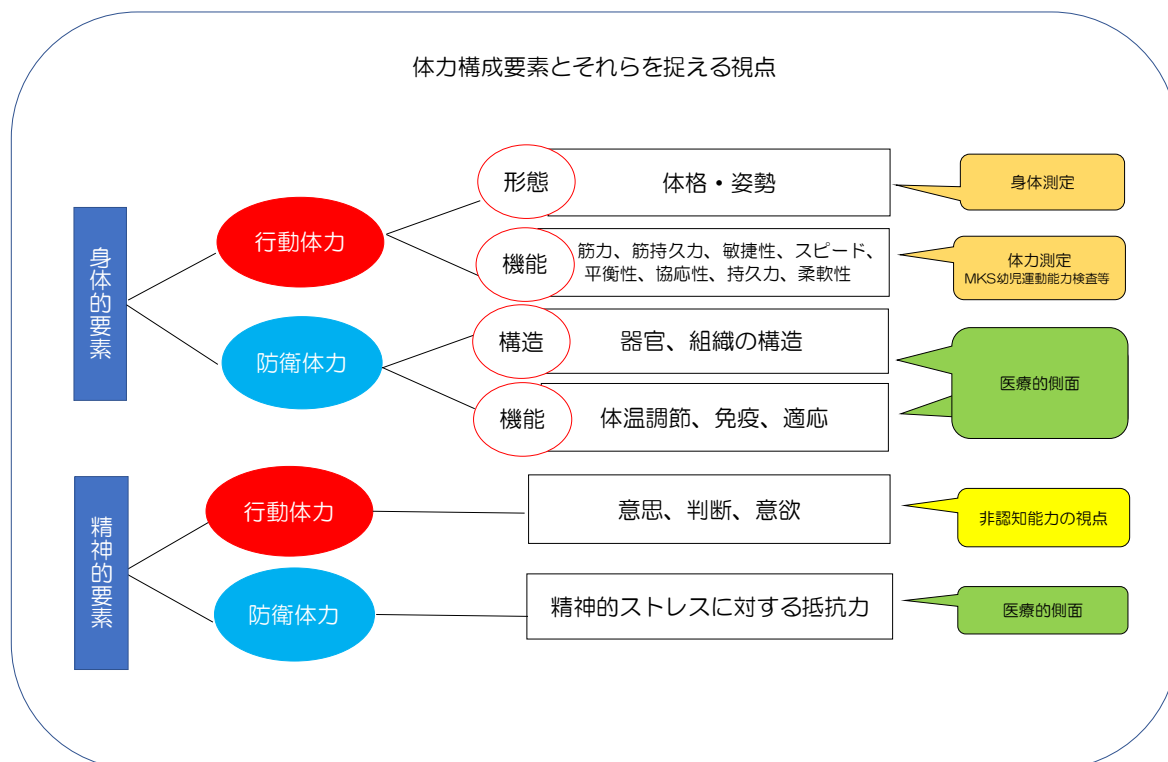 体力構成要素とそれらを捉える視点
身体的要素
行動体力
形態
体格・姿勢
身体測定
機能
筋力、筋持久力、敏捷性、スピード、
平衡性、協応性、持久力、柔軟性
体力測定
MKS幼児運動能力検査等
防衛体力
構造
器官、組織の構造
機能
体温調節、免疫、適応
医療的側面
精神的要素
行動体力
意思、判断、意欲
非認知能力の視点
防衛体力
精神的ストレスに対する抵抗力
医療的側面